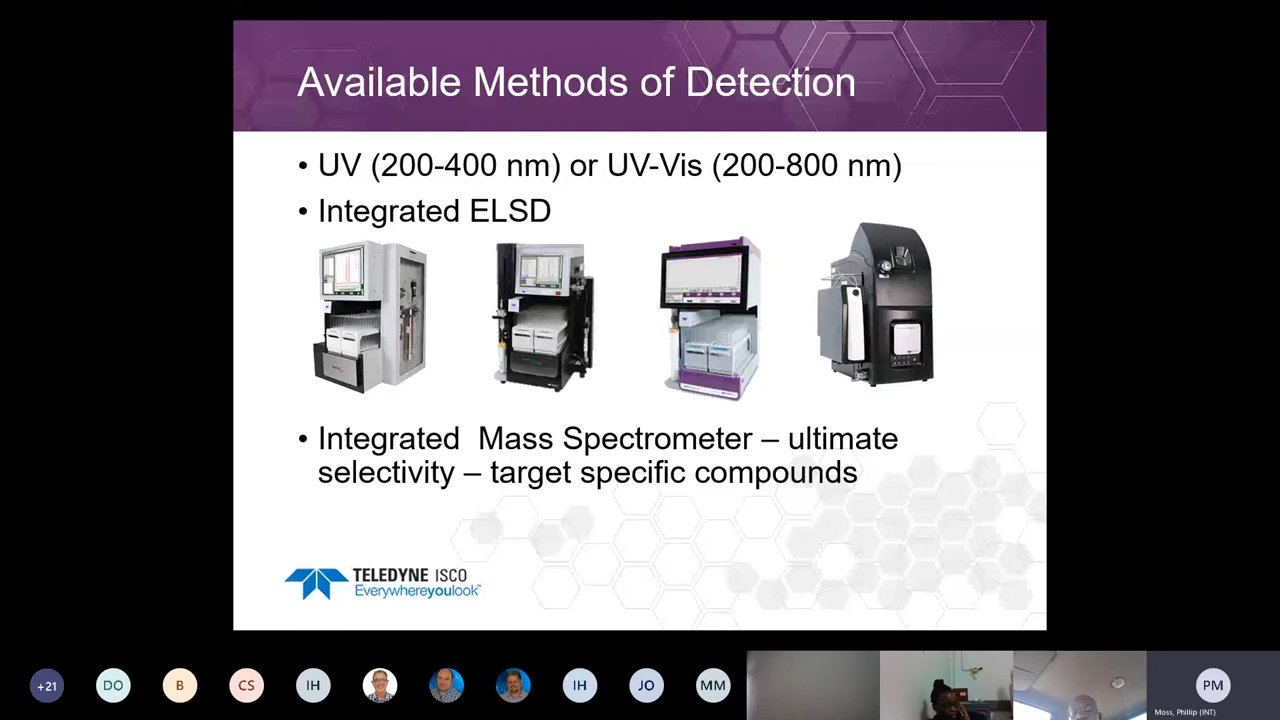 Available Methods of Detection
• UV (200-400 nm) or UV-Vis (200-800 nm)
• Integrated ELSD
• Integrated  Mass Spectrometer – ultimate
selectivity – target specific compounds
TELEDYNE ISCO
Everywhereyoulook™
+21
DO
B
CS
IH
IH
JO
MM
PM
Moss, Phillip (INT)